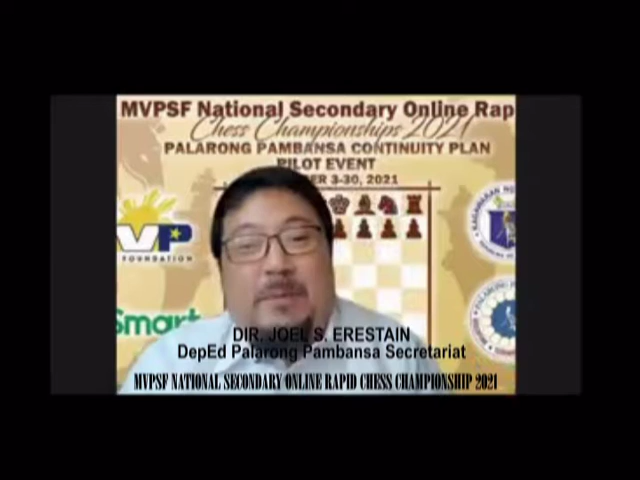 MVPSF National Secondary Online Rap
Chess Championships 2021
PALARONG PAMBANSA CONTINUITY PLAN
PILOT EVENT
BER 3-30, 2021
VP
FOUNDATION
Smart
DIR. JOEL S. ERESTAIN
DepEd Palarong Pambansa Secretariat
MVPSF NATIONAL SECONDARY ONLINE RAPID CHESS CHAMPIONSHIP 2021